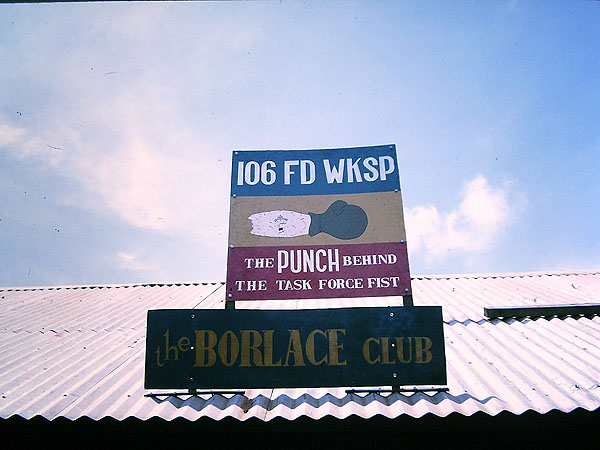 106 FD WKSP
THE PUNCH BEHIND
THE TASK FORCE FIST
the BORLACE CLUB